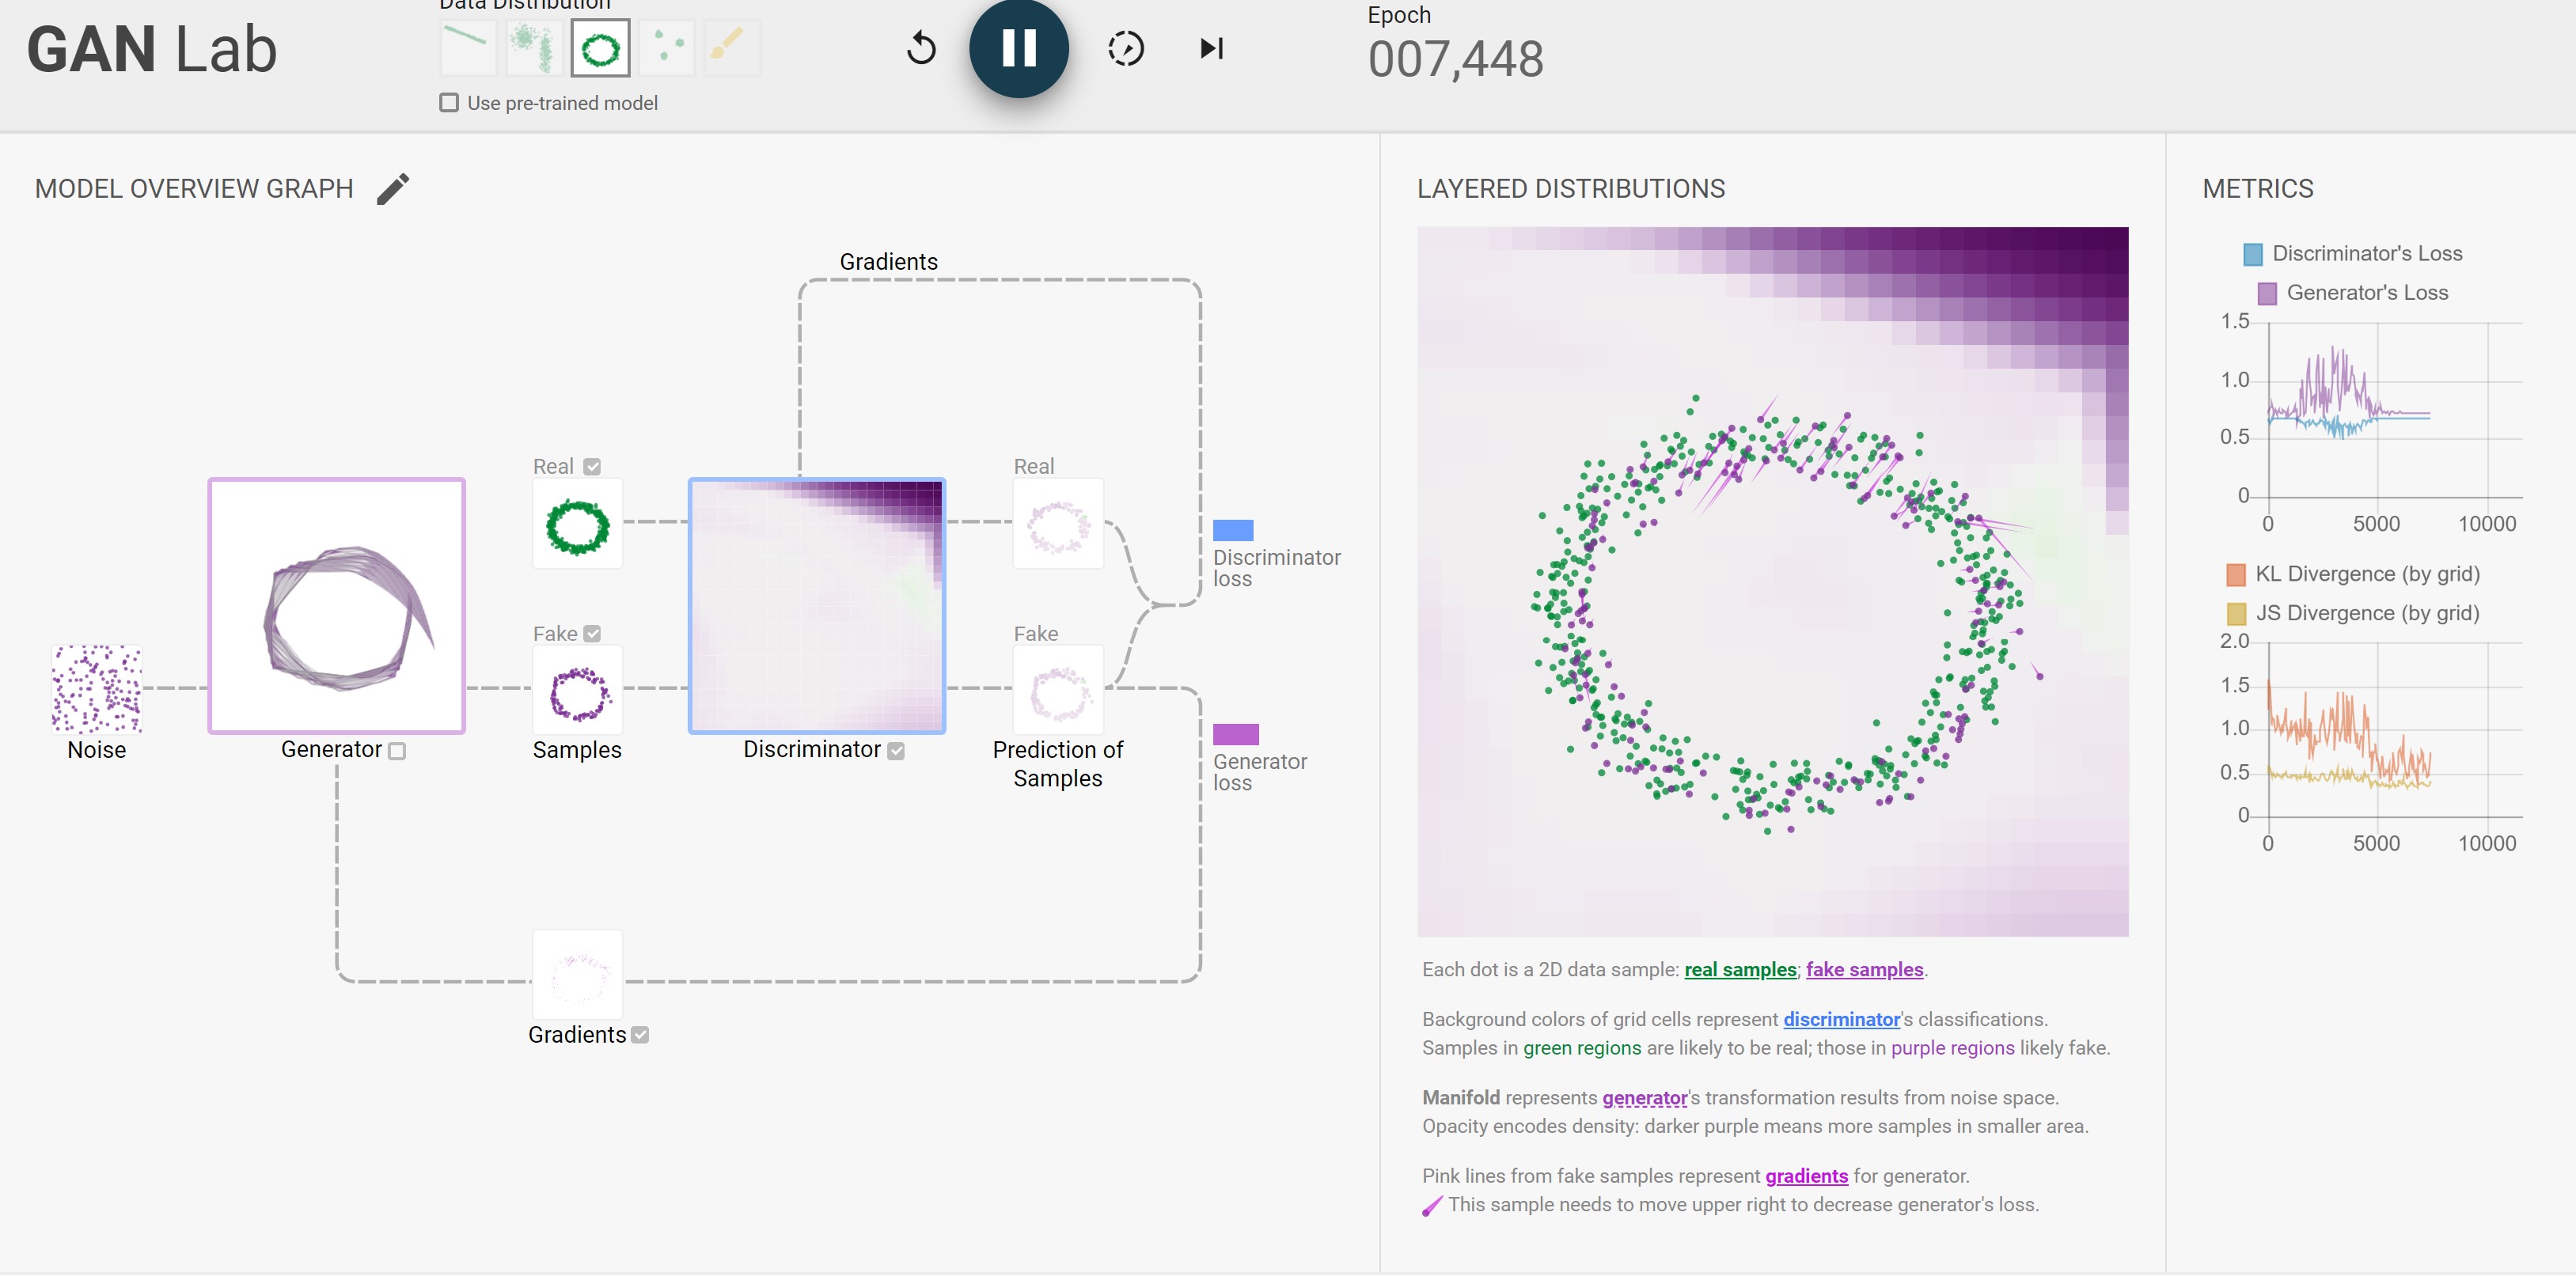 Data Distribution
GAN Lab
Use pre-trained model
Epoch
007,448
MODEL OVERVIEW GRAPH
Gradients
Real
Real
Discriminator
loss
Fake
Fake
Noise
Generator
Samples
Discriminator
Prediction of
Samples
Generator
loss
Gradients
LAYERED DISTRIBUTIONS
Each dot is a 2D data sample: real samples; fake samples.
Background colors of grid cells represent discriminator's classifications.
Samples in green regions are likely to be real; those in purple regions likely fake.
Manifold represents generator's transformation results from noise space.
Opacity encodes density: darker purple means more samples in smaller area.
Pink lines from fake samples represent gradients for generator.
This sample needs to move upper right to decrease generator's loss.
METRICS
Discriminator's Loss
Generator's Loss
1.5
1.0
0.5
0
0 5000 10000
KL Divergence (by grid)
JS Divergence (by grid)
2.0
1.5
1.0
0.5
0
0 5000 10000